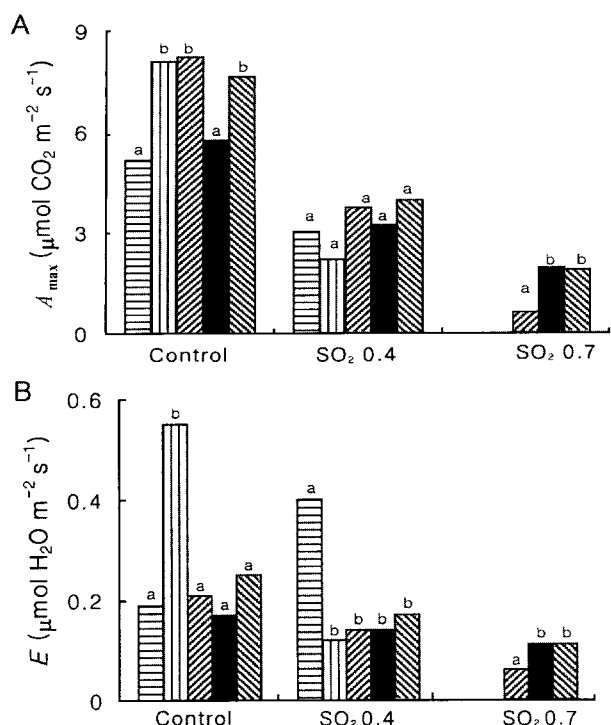 A
A max (μmol CO₂ m⁻² s⁻¹)
9
6
3
0
a b b a b
a a a a a
a b b
Control SO₂ 0.4 SO₂ 0.7
B
E (μmol H₂O m⁻² s⁻¹)
0.6
0.4
0.2
0
a b a a a
a b b b b
a b b
Control SO₂ 0.4 SO₂ 0.7